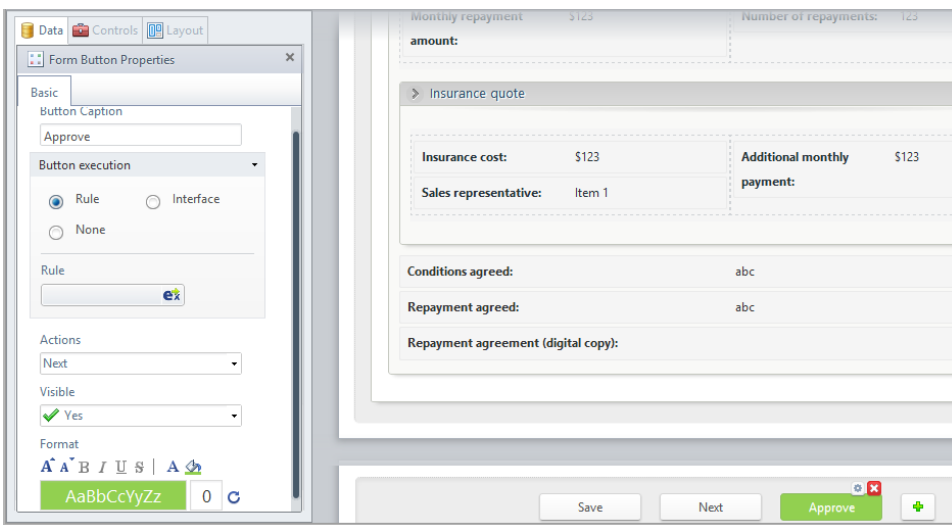 Data Controls Layout
Form Button Properties
Basic
Button Caption
Approve
Button execution
Rule Interface
None
Rule
ex
Actions
Next
Visible
Yes
Format
A A B I U S A
AaBbCcYyZz 0
Monthly repayment $123 Number of repayments: 123
amount:
Insurance quote
Insurance cost: $123 Additional monthly $123
payment:
Sales representative: Item 1
Conditions agreed: abc
Repayment agreed: abc
Repayment agreement (digital copy):
Save Next Approve